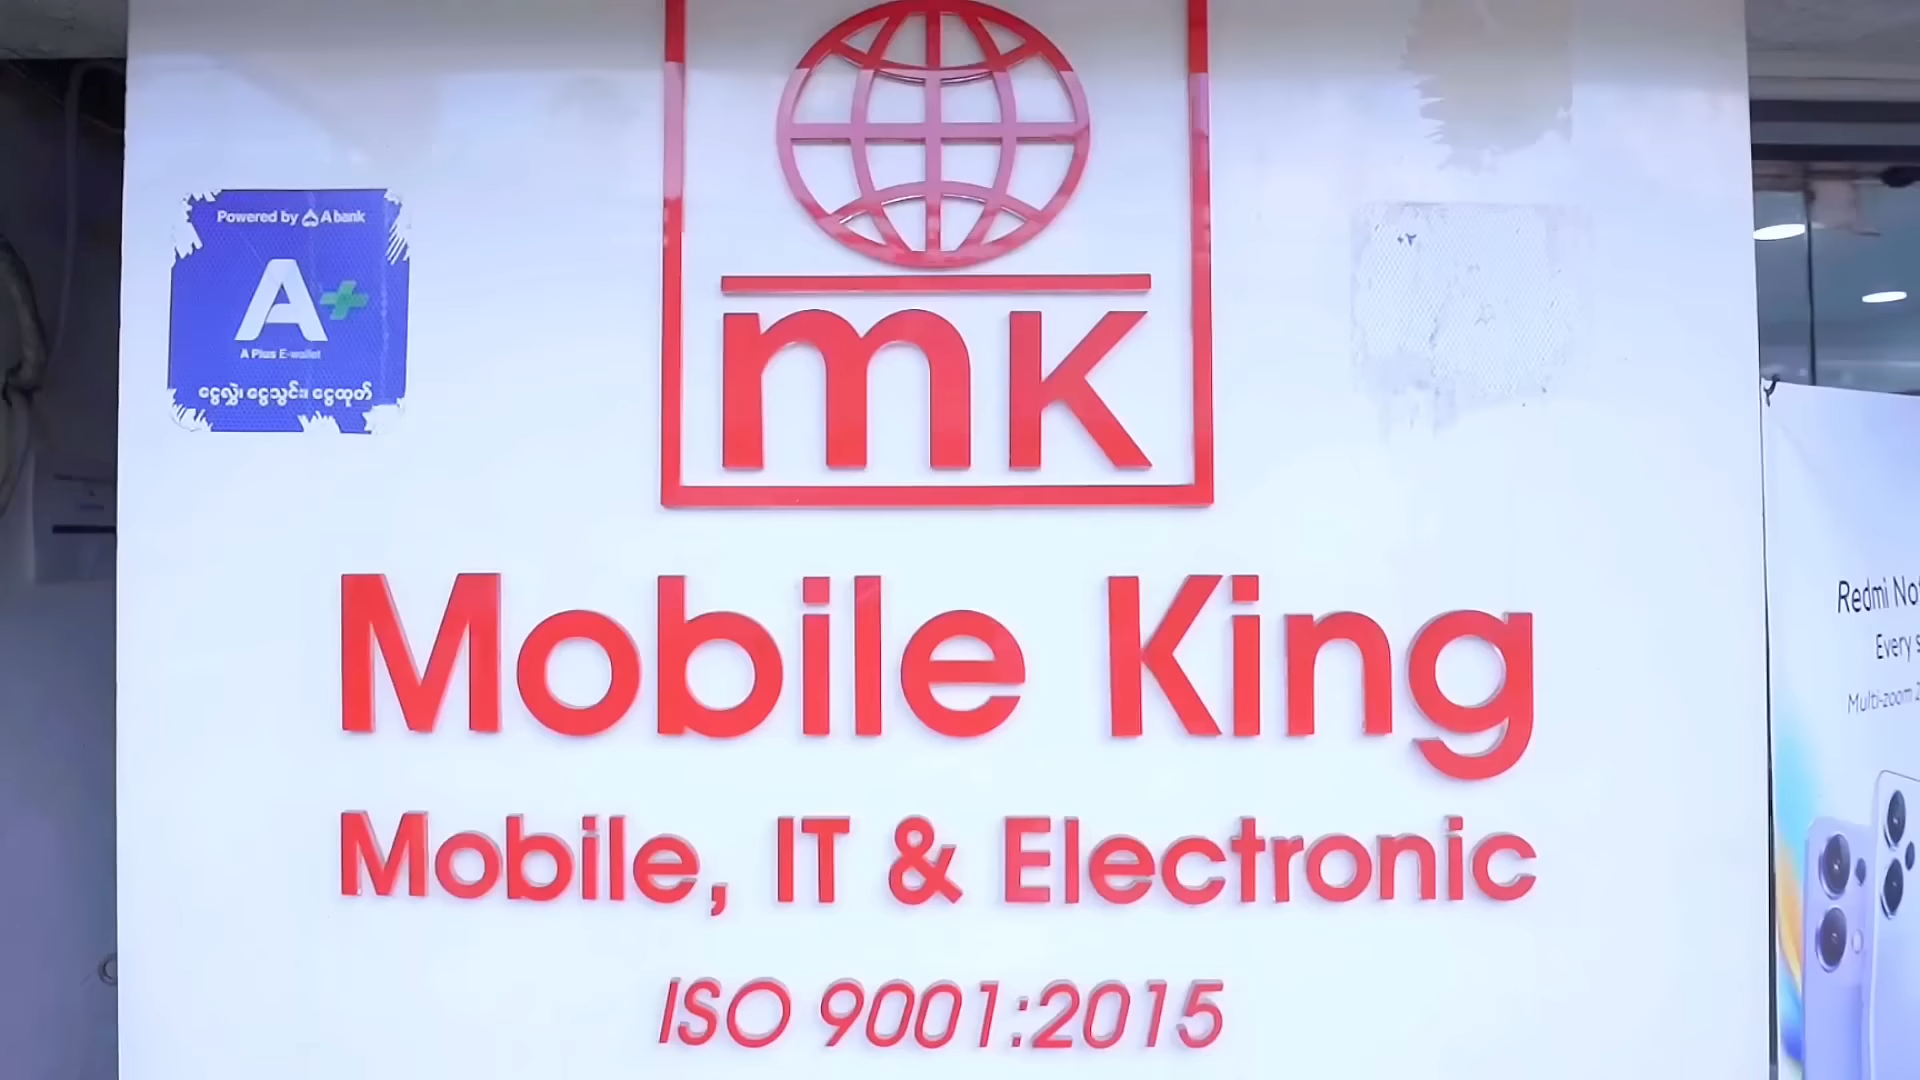 Powered by A bank
A+
A Plus E-wallet
ငွေလွှဲ၊ ငွေသွင်း၊ ငွေထုတ်
mK
Mobile King
Mobile, IT & Electronic
ISO 9001:2015
Redmi
Every
Multi-zoom